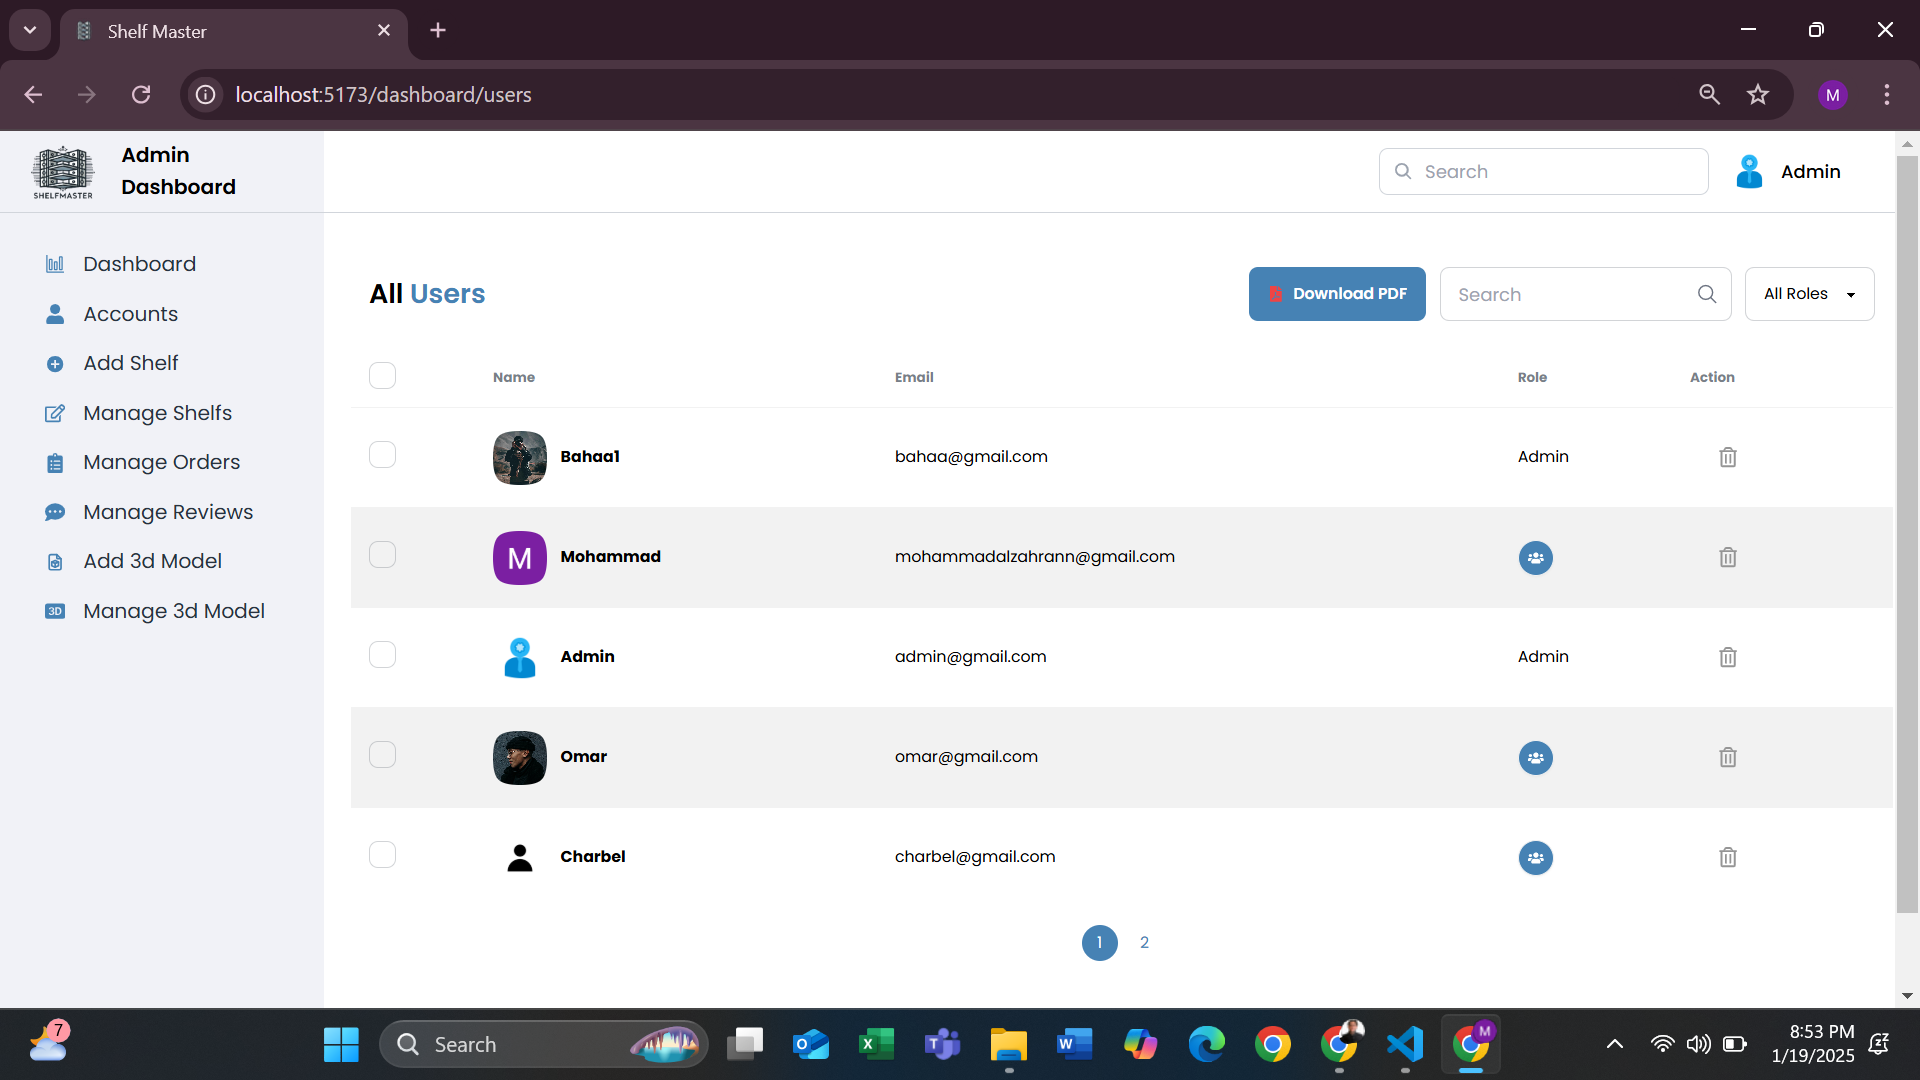 Shelf Master
localhost:5173/dashboard/users
M
SHELFMASTER
Admin
Dashboard
Search
Admin
Dashboard
Accounts
Add Shelf
Manage Shelfs
Manage Orders
Manage Reviews
Add 3d Model
3D Manage 3d Model
All Users
Download PDF
Search
All Roles
Name Email Role Action
Bahaa1 bahaa@gmail.com Admin
M Mohammad mohammadalzahrann@gmail.com
Admin admin@gmail.com Admin
Omar omar@gmail.com
Charbel charbel@gmail.com
1 2
7
Search
O
X
T
W
M
8:53 PM
1/19/2025